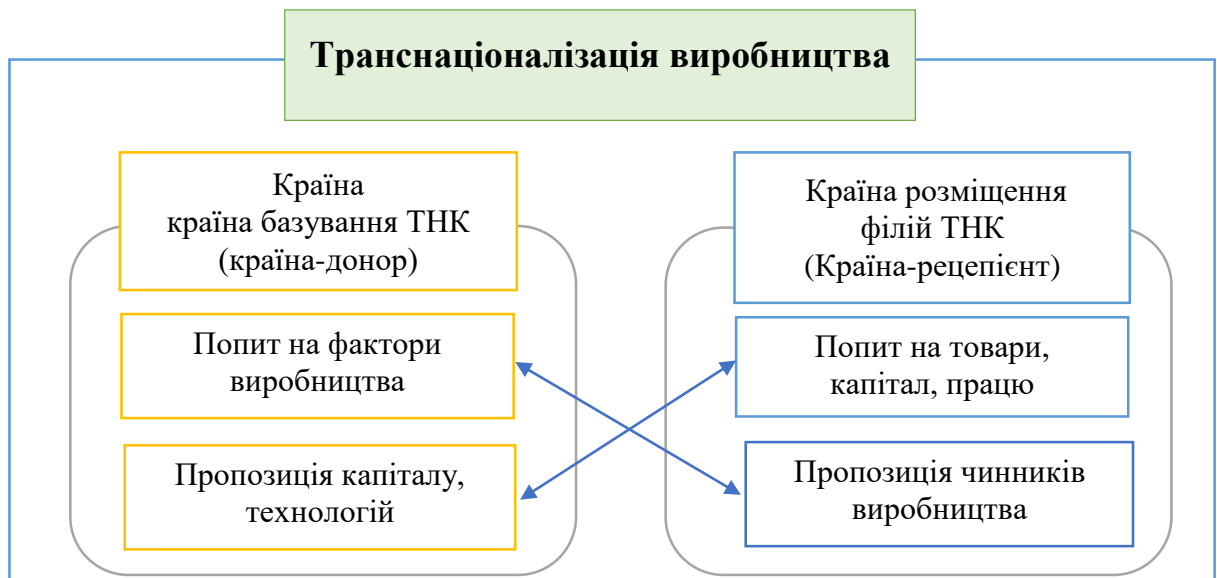 Транснаціоналізація виробництва
Країна
країна базування ТНК
(країна-донор)
Попит на фактори
виробництва
Пропозиція капіталу,
технологій
Країна розміщення
філій ТНК
(Країна-рецепієнт)
Попит на товари,
капітал, працю
Пропозиція чинників
виробництва